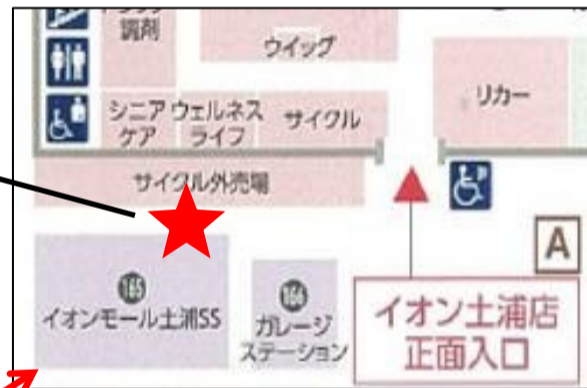 調剤
ウイッグ
リカー
シニア
ケア
ウェルネス
ライフ
サイクル
サイクル外売場
P
A
165
イオンモール土浦SS
166
ガレージ
ステーション
イオン土浦店
正面入口